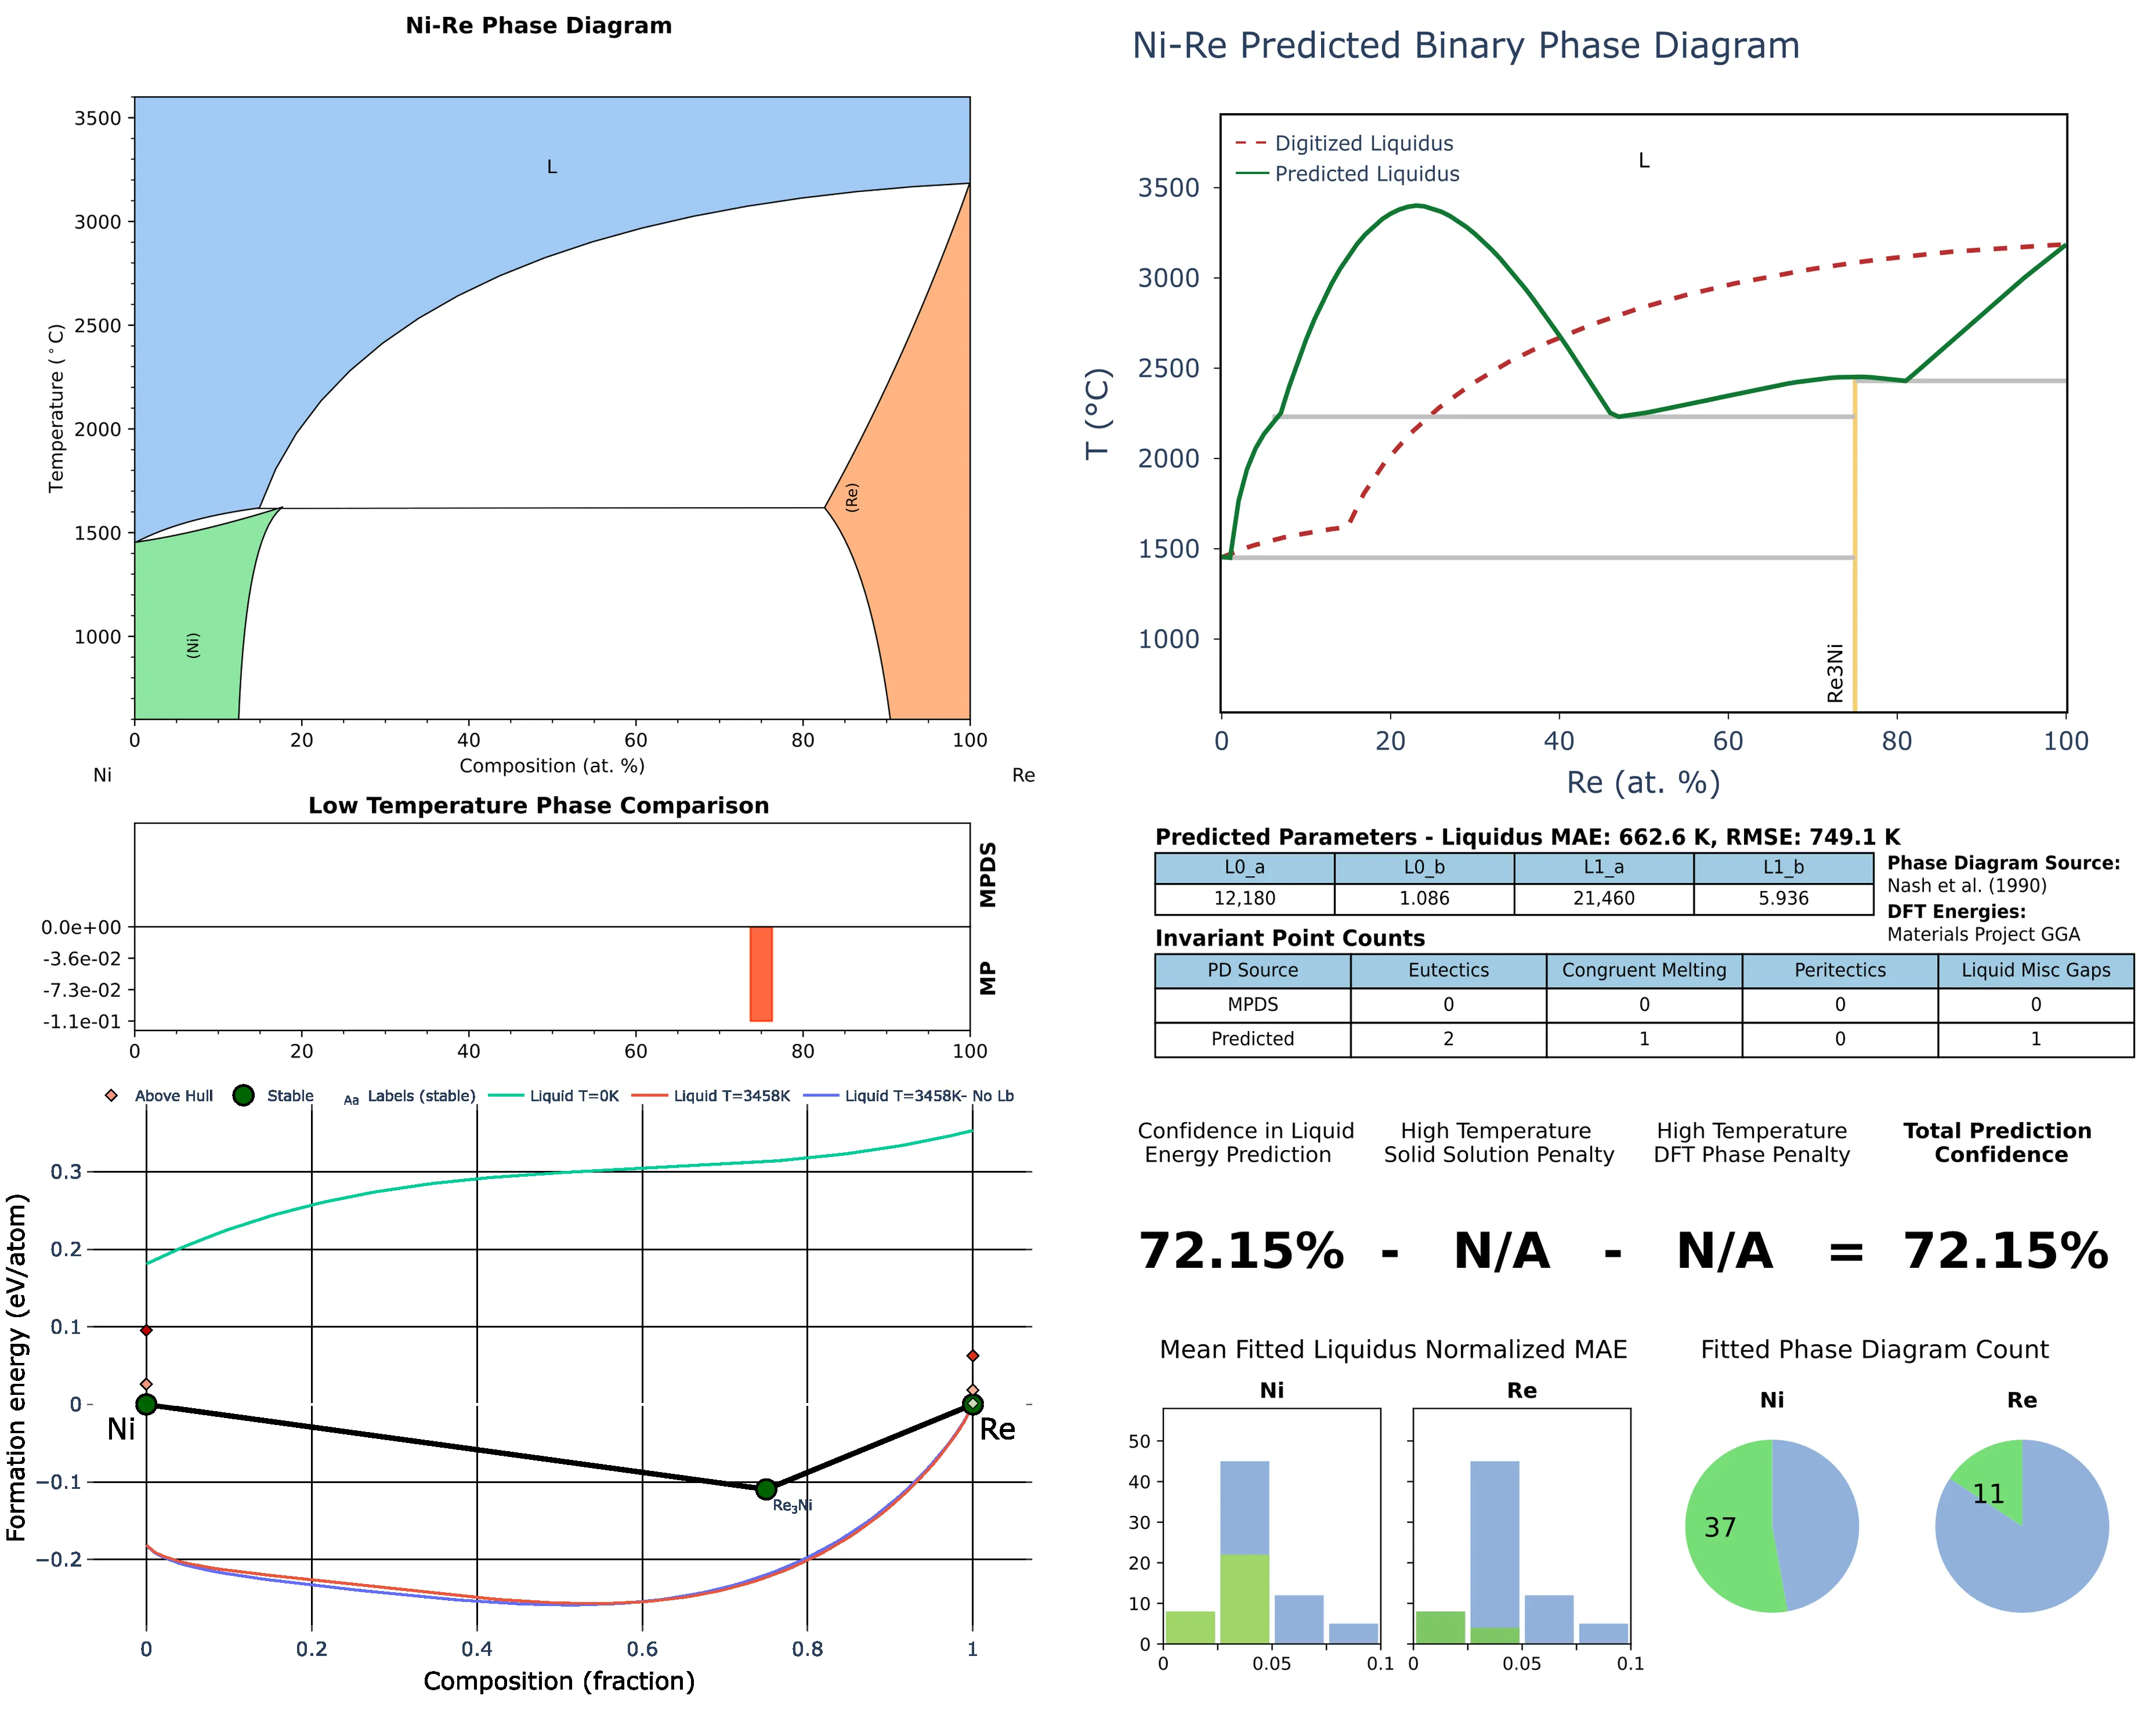 Ni-Re Phase Diagram
3500
3000
2500
2000
1500
1000
Temperature (°C)
L
(Ni)
(Re)
0 20 40 60 80 100
Composition (at. %)
Ni
Re
Ni-Re Predicted Binary Phase Diagram
Digitized Liquidus
Predicted Liquidus
L
3500
3000
2500
2000
1500
1000
T (°C)
Re3Ni
0 20 40 60 80 100
Re (at. %)
Low Temperature Phase Comparison
MPDS
MP
0.0e+00
-3.6e-02
-7.3e-02
-1.1e-01
0 20 40 60 80 100
Predicted Parameters - Liquidus MAE: 662.6 K, RMSE: 749.1 K
L0_a L0_b L1_a L1_b
12,180 1.086 21,460 5.936
Phase Diagram Source:
Nash et al. (1990)
DFT Energies:
Materials Project GGA
Invariant Point Counts
PD Source Eutectics Congruent Melting Peritectics Liquid Misc Gaps
MPDS 0 0 0 0
Predicted 2 1 0 1
Above Hull Stable Aa Labels (stable) Liquid T=0K Liquid T=3458K Liquid T=3458K- No Lb
0.3
0.2
0.1
0
−0.1
−0.2
Formation energy (eV/atom)
Ni
Re
Re₃Ni
0 0.2 0.4 0.6 0.8 1
Composition (fraction)
Confidence in Liquid
Energy Prediction
High Temperature
Solid Solution Penalty
High Temperature
DFT Phase Penalty
Total Prediction
Confidence
72.15% - N/A - N/A = 72.15%
Mean Fitted Liquidus Normalized MAE
Ni
Re
50
40
30
20
10
0
0 0.05 0.1
0 0.05 0.1
Fitted Phase Diagram Count
Ni
Re
37
11